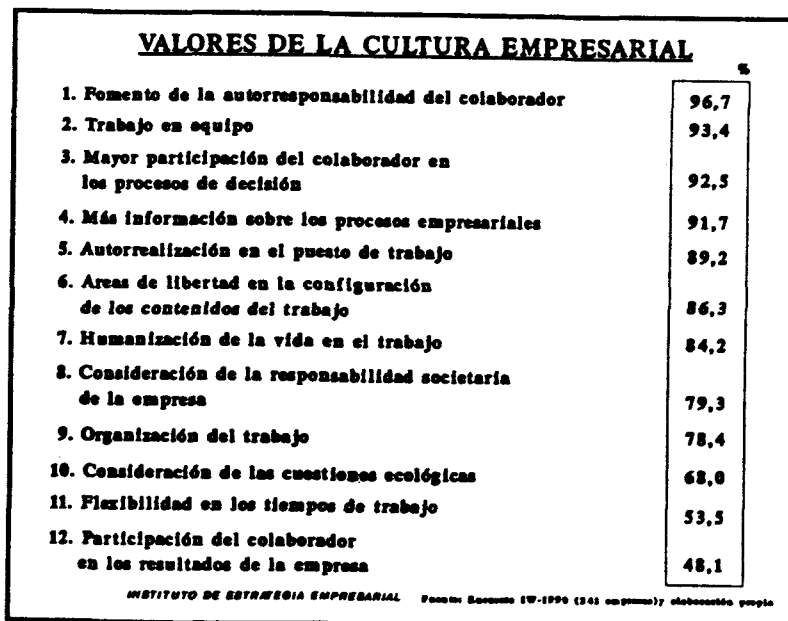 VALORES DE LA CULTURA EMPRESARIAL
%
1. Fomento de la autorresponsabilidad del colaborador 96,7
2. Trabajo en equipo 93,4
3. Mayor participación del colaborador en
los procesos de decisión 92,5
4. Más información sobre los procesos empresariales 91,7
5. Autorrealización en el puesto de trabajo 89,2
6. Areas de libertad en la configuración
de los contenidos del trabajo 86,3
7. Humanización de la vida en el trabajo 84,2
8. Consideración de la responsabilidad societaria
de la empresa 79,3
9. Organización del trabajo 78,4
10. Consideración de las cuestiones ecológicas 68,0
11. Flexibilidad en los tiempos de trabajo 53,5
12. Participación del colaborador
en los resultados de la empresa 48,1
INSTITUTO DE ESTRATEGIA EMPRESARIAL Fuente: Encuesta elaboración propia